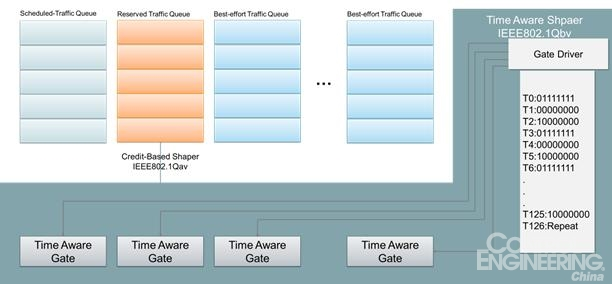 Scheduled-Traffic Queue
Reserved Traffic Queue
Best-effort Traffic Queue
Best-effort Traffic Queue
...
Time Aware Shpaer
IEEE802.1Qbv
Gate Driver
T0:01111111
T1:00000000
T2:10000000
T3:01111111
T4:00000000
T5:10000000
T6:01111111
.
.
.
T125:10000000
T126:Repeat
Credit-Based Shaper
IEEE802.1Qav
Time Aware
Gate
Time Aware
Gate
Time Aware
Gate
Time Aware
Gate
ENGINEERING.
China